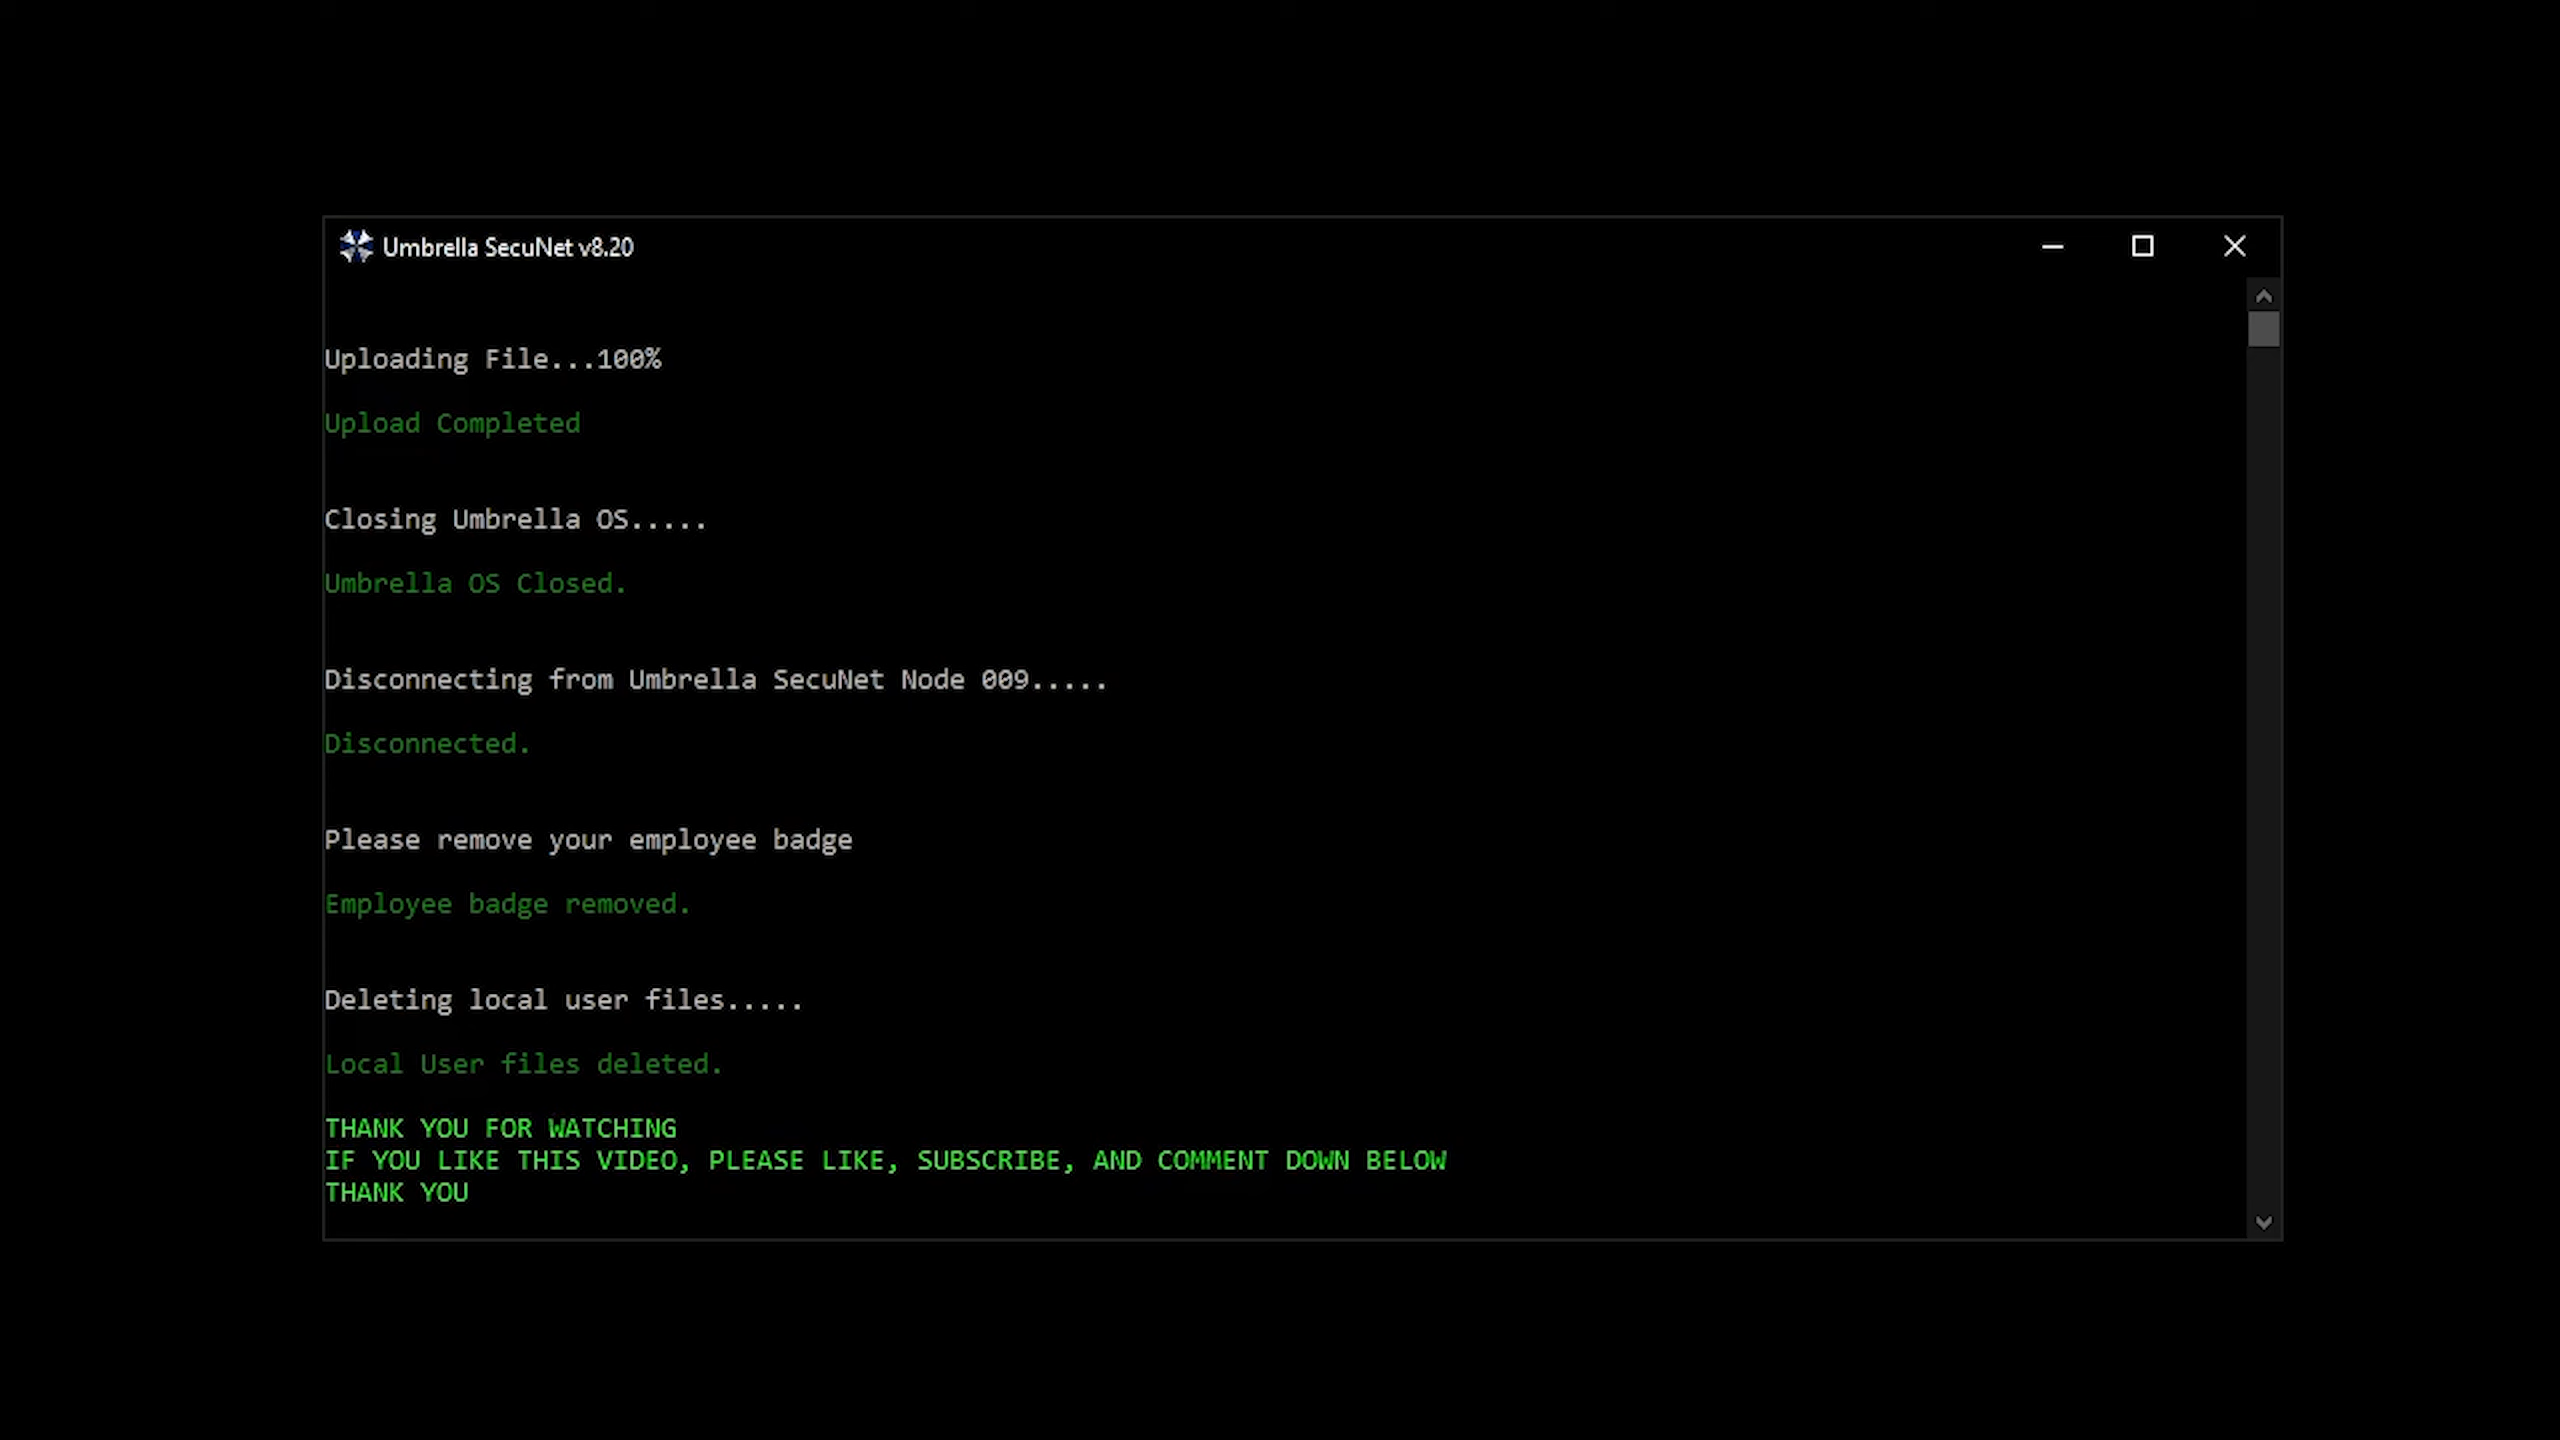 Umbrella SecuNet v8.20
Uploading File...100%
Upload Completed
Closing Umbrella OS.....
Umbrella OS Closed.
Disconnecting from Umbrella SecuNet Node 009.....
Disconnected.
Please remove your employee badge
Employee badge removed.
Deleting local user files.....
Local User files deleted.
THANK YOU FOR WATCHING
IF YOU LIKE THIS VIDEO, PLEASE LIKE, SUBSCRIBE, AND COMMENT DOWN BELOW
THANK YOU